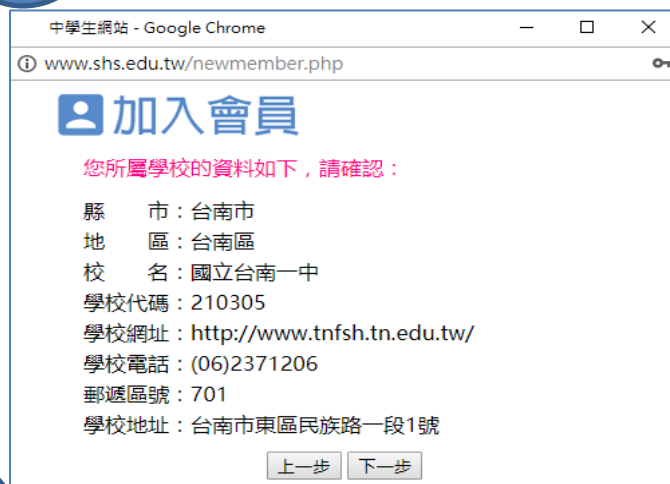 中學生網站 - Google Chrome
www.shs.edu.tw/newmember.php
加入會員
您所屬學校的資料如下，請確認：
縣　　市：台南市
地　　區：台南區
校　　名：國立台南一中
學校代碼：210305
學校網址：http://www.tnfsh.tn.edu.tw/
學校電話：(06)2371206
郵遞區號：701
學校地址：台南市東區民族路一段1號
上一步 下一步